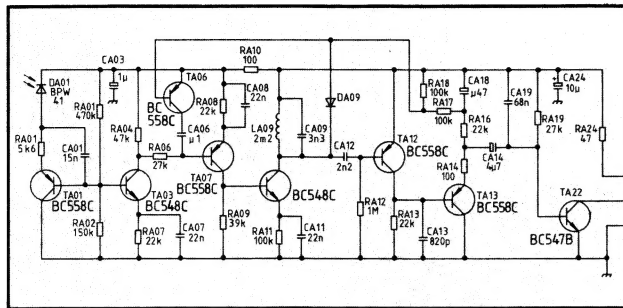 DA01
BPW
41
CA03
1µ
RA01
470k
RA01
5k6
CA01
15n
TA01
BC558C
RA02
150k
RA04
47k
TA03
BC548C
RA07
22k
CA07
22n
RA06
27k
TA06
BC
558C
CA06
µ1
RA08
22k
CA08
22n
TA07
BC558C
RA09
39k
RA10
100
LA09
2m2
CA09
3n3
BC548C
RA11
100k
CA11
22n
DA09
CA12
2n2
RA12
1M
TA12
BC558C
RA13
22k
CA13
820p
RA18
100k
RA17
100k
CA18
µ47
RA16
22k
RA14
100
CA14
4µ7
TA13
BC558C
CA19
68n
RA19
27k
CA24
10µ
RA24
47
TA22
BC547B